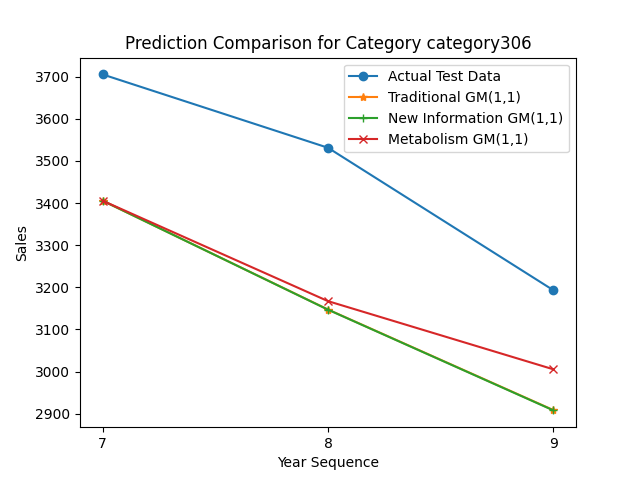 Prediction Comparison for Category category306
Actual Test Data
Traditional GM(1,1)
New Information GM(1,1)
Metabolism GM(1,1)
Sales
3700
3600
3500
3400
3300
3200
3100
3000
2900
7
8
9
Year Sequence